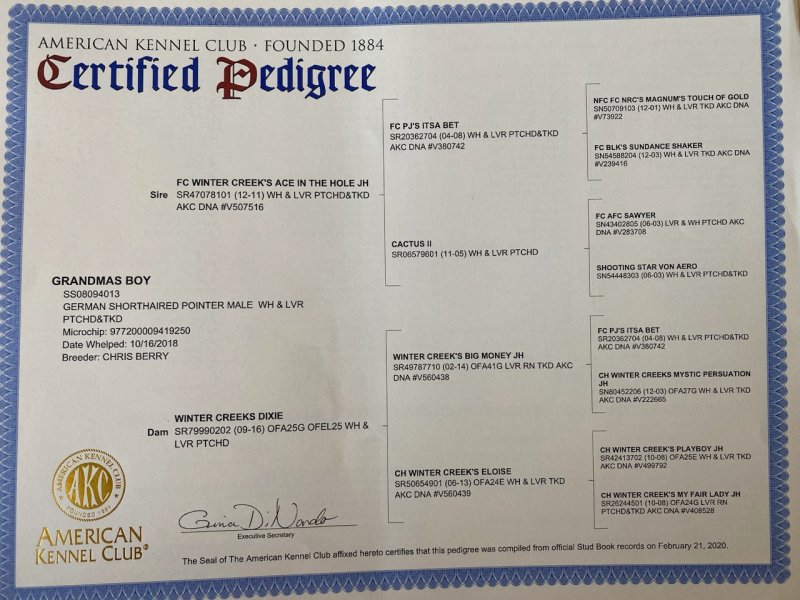 AMERICAN KENNEL CLUB · FOUNDED 1884
Certified Pedigree
GRANDMAS BOY
SS08094013
GERMAN SHORTHAIRED POINTER MALE WH & LVR
PTCHD&TKD
Microchip: 977200009419250
Date Whelped: 10/16/2018
Breeder: CHRIS BERRY
Sire
FC WINTER CREEK'S ACE IN THE HOLE JH
SR47078101 (12-11) WH & LVR PTCHD&TKD
AKC DNA #V507516
Dam
WINTER CREEKS DIXIE
SR79990202 (09-16) OFA25G OFEL25 WH &
LVR PTCHD
FC PJ'S ITSA BET
SR20362704 (04-08) WH & LVR PTCHD&TKD
AKC DNA #V380742
CACTUS II
SR06579601 (11-05) WH & LVR PTCHD
WINTER CREEK'S BIG MONEY JH
SR49787710 (02-14) OFA41G LVR RN TKD AKC
DNA #V560438
CH WINTER CREEK'S ELOISE
SR50654901 (06-13) OFA24E WH & LVR TKD
AKC DNA #V560439
NFC FC NRC'S MAGNUM'S TOUCH OF GOLD
SN50709103 (12-01) WH & LVR TKD AKC DNA
#V73922
FC BLK'S SUNDANCE SHAKER
SN54588204 (12-03) WH & LVR TKD AKC DNA
#V239416
FC AFC SAWYER
SN43402805 (06-03) LVR & WH PTCHD AKC
DNA #V283708
SHOOTING STAR VON AERO
SN54448303 (06-03) WH & LVR PTCHD&TKD
FC PJ'S ITSA BET
SR20362704 (04-08) WH & LVR PTCHD&TKD
AKC DNA #V380742
CH WINTER CREEKS MYSTIC PERSUATION
JH
SN80452206 (12-03) OFA27G WH & LVR TKD
AKC DNA #V222665
CH WINTER CREEK'S PLAYBOY JH
SR42413702 (10-08) OFA25E WH & LVR TKD
AKC DNA #V499792
CH WINTER CREEK'S MY FAIR LADY JH
SR26244501 (10-08) OFA24G LVR RN
PTCHD&TKD AKC DNA #V408528
AMERICAN KENNEL CLUB
AKC
FOUNDED 1884
AMERICAN
KENNEL CLUB®
Gina DiNardo
Executive Secretary
The Seal of The American Kennel Club affixed hereto certifies that this pedigree was compiled from official Stud Book records on February 21, 2020.